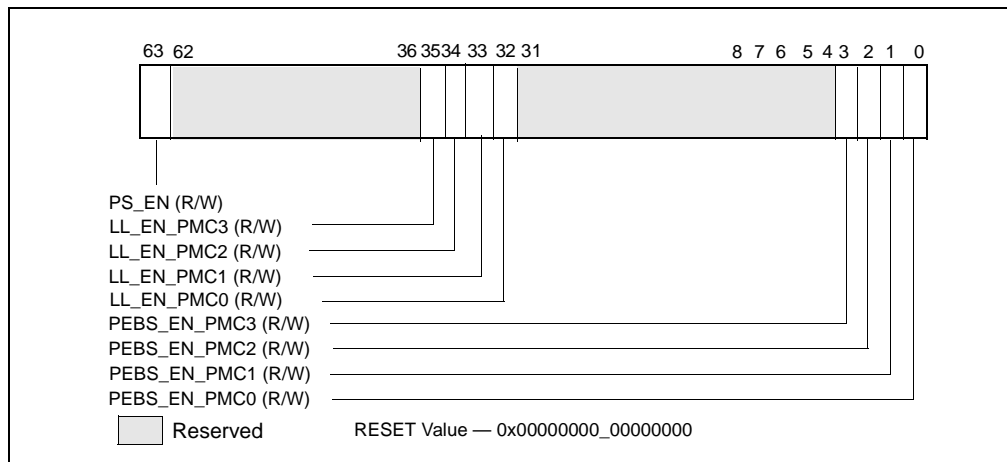 63 62 36 35 34 33 32 31 8 7 6 5 4 3 2 1 0
PS_EN (R/W)
LL_EN_PMC3 (R/W)
LL_EN_PMC2 (R/W)
LL_EN_PMC1 (R/W)
LL_EN_PMC0 (R/W)
PEBS_EN_PMC3 (R/W)
PEBS_EN_PMC2 (R/W)
PEBS_EN_PMC1 (R/W)
PEBS_EN_PMC0 (R/W)
Reserved RESET Value — 0x00000000_00000000